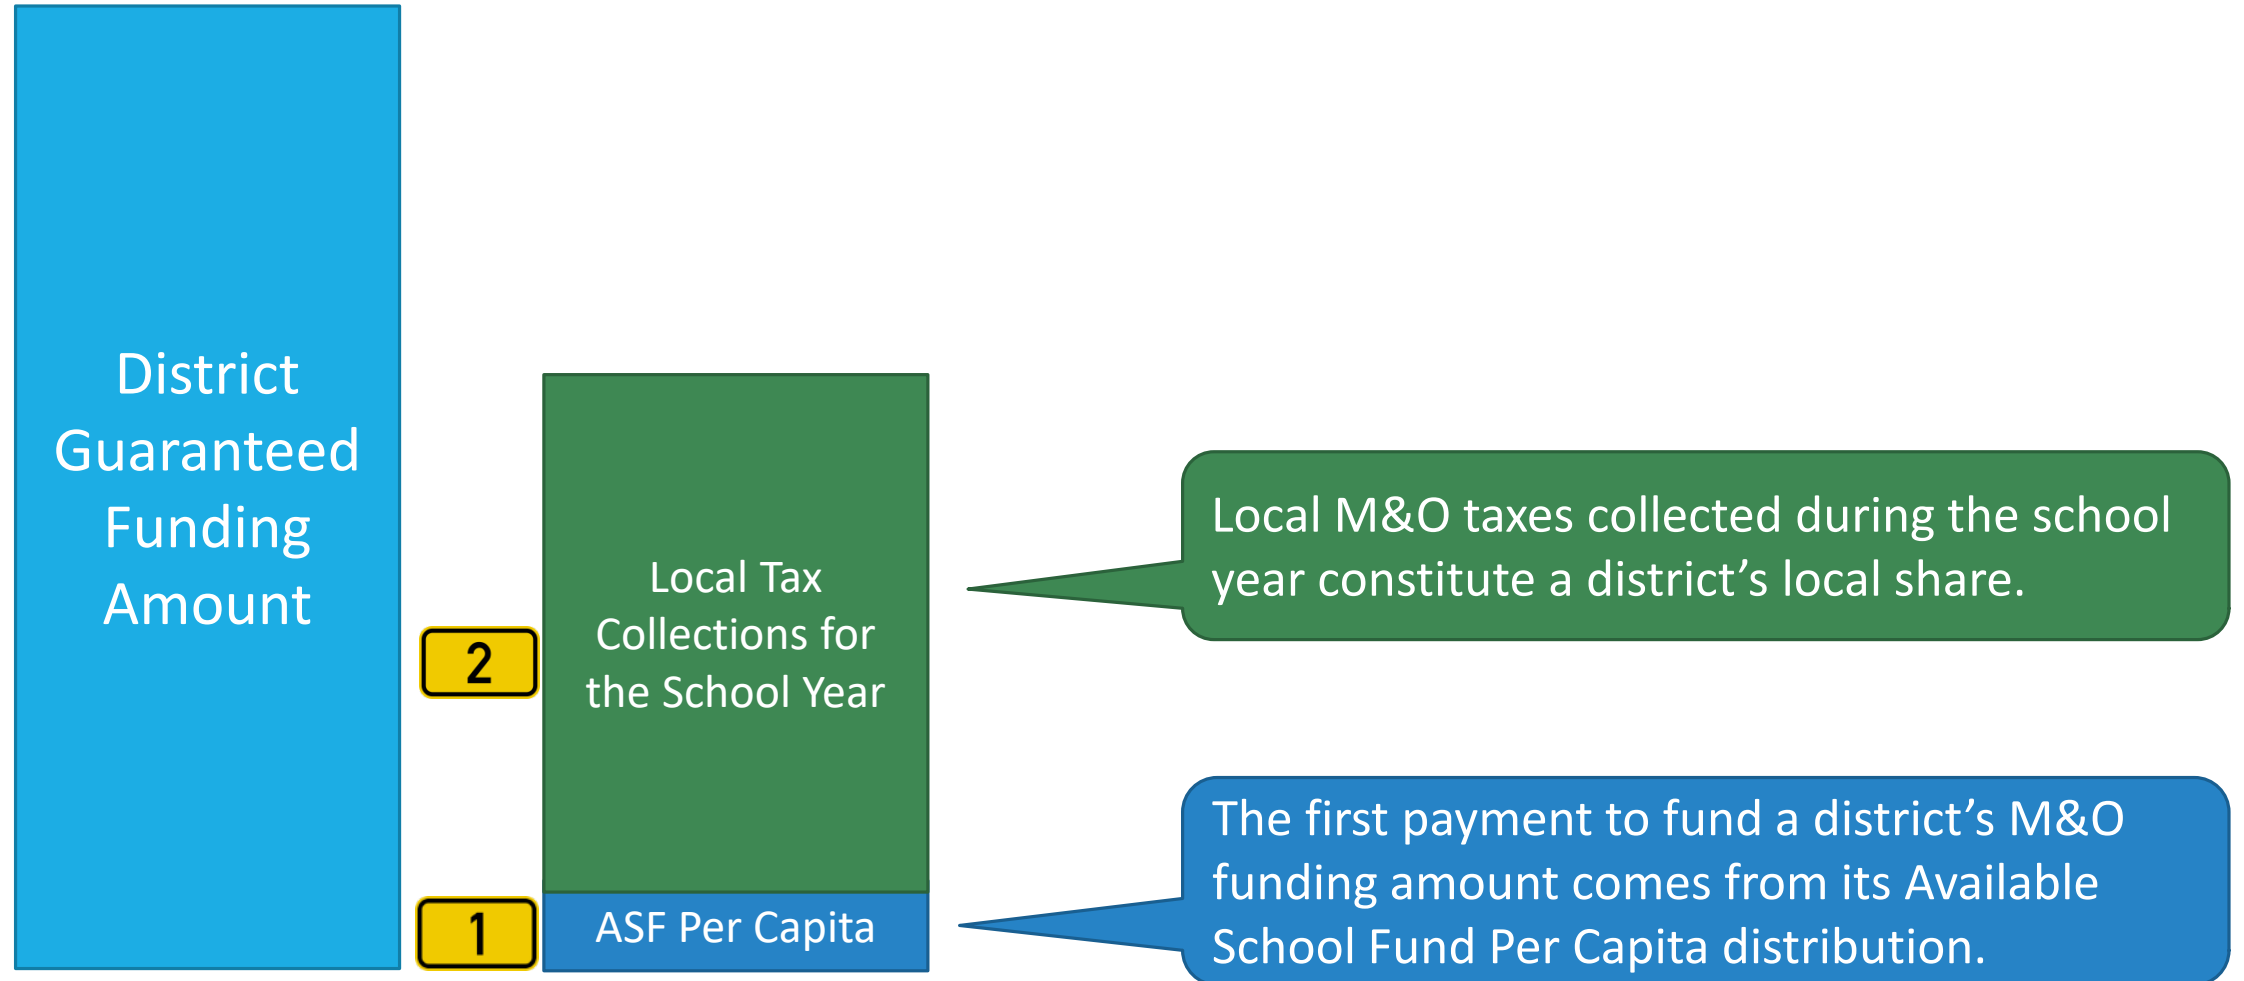 District
Guaranteed
Funding
Amount
2
Local Tax
Collections for
the School Year
Local M&O taxes collected during the school
year constitute a district’s local share.
1
ASF Per Capita
The first payment to fund a district’s M&O
funding amount comes from its Available
School Fund Per Capita distribution.